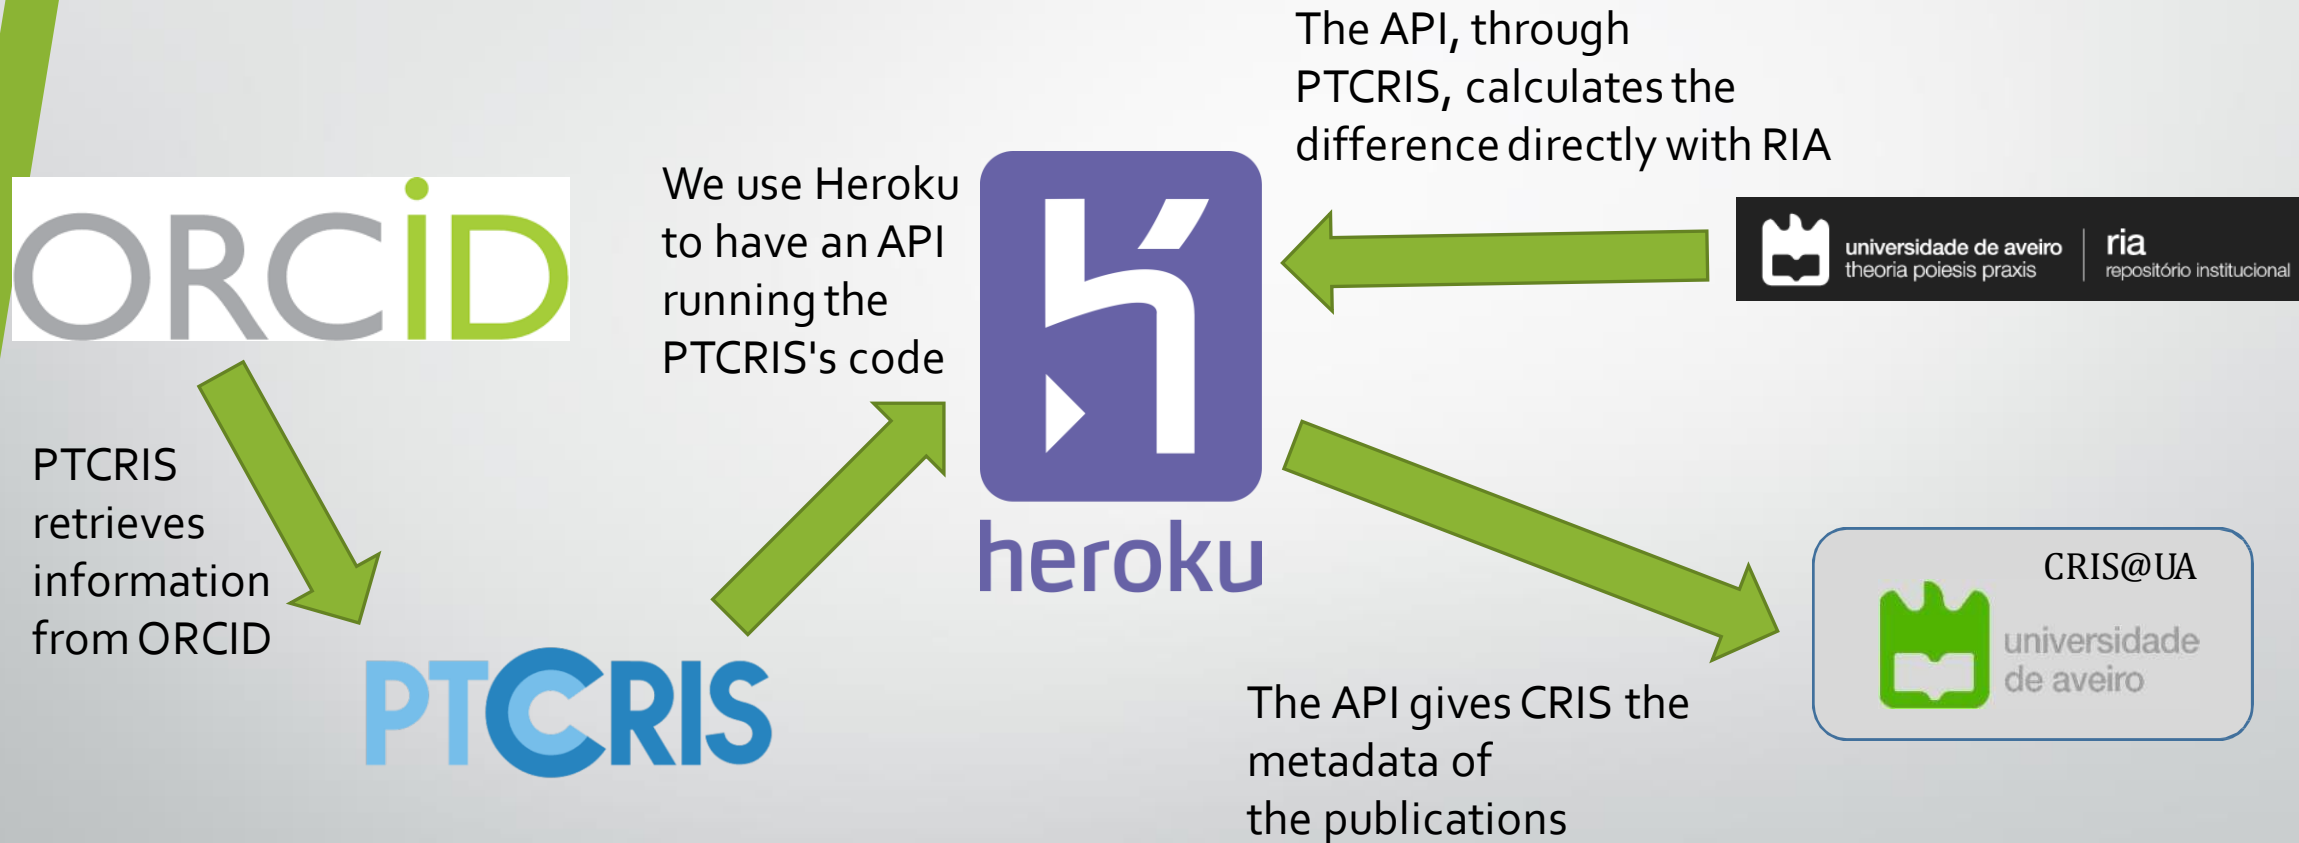 The API, through
PTCRIS, calculates the
difference directly with RIA
ORCiD
We use Heroku
to have an API
running the
PTCRIS's code
universidade de aveiro
theoria poiesis praxis
ria
repositório institucional
PTCRIS
retrieves
information
from ORCID
heroku
CRIS@UA
universidade
de aveiro
PTCRIS
The API gives CRIS the
metadata of
the publications